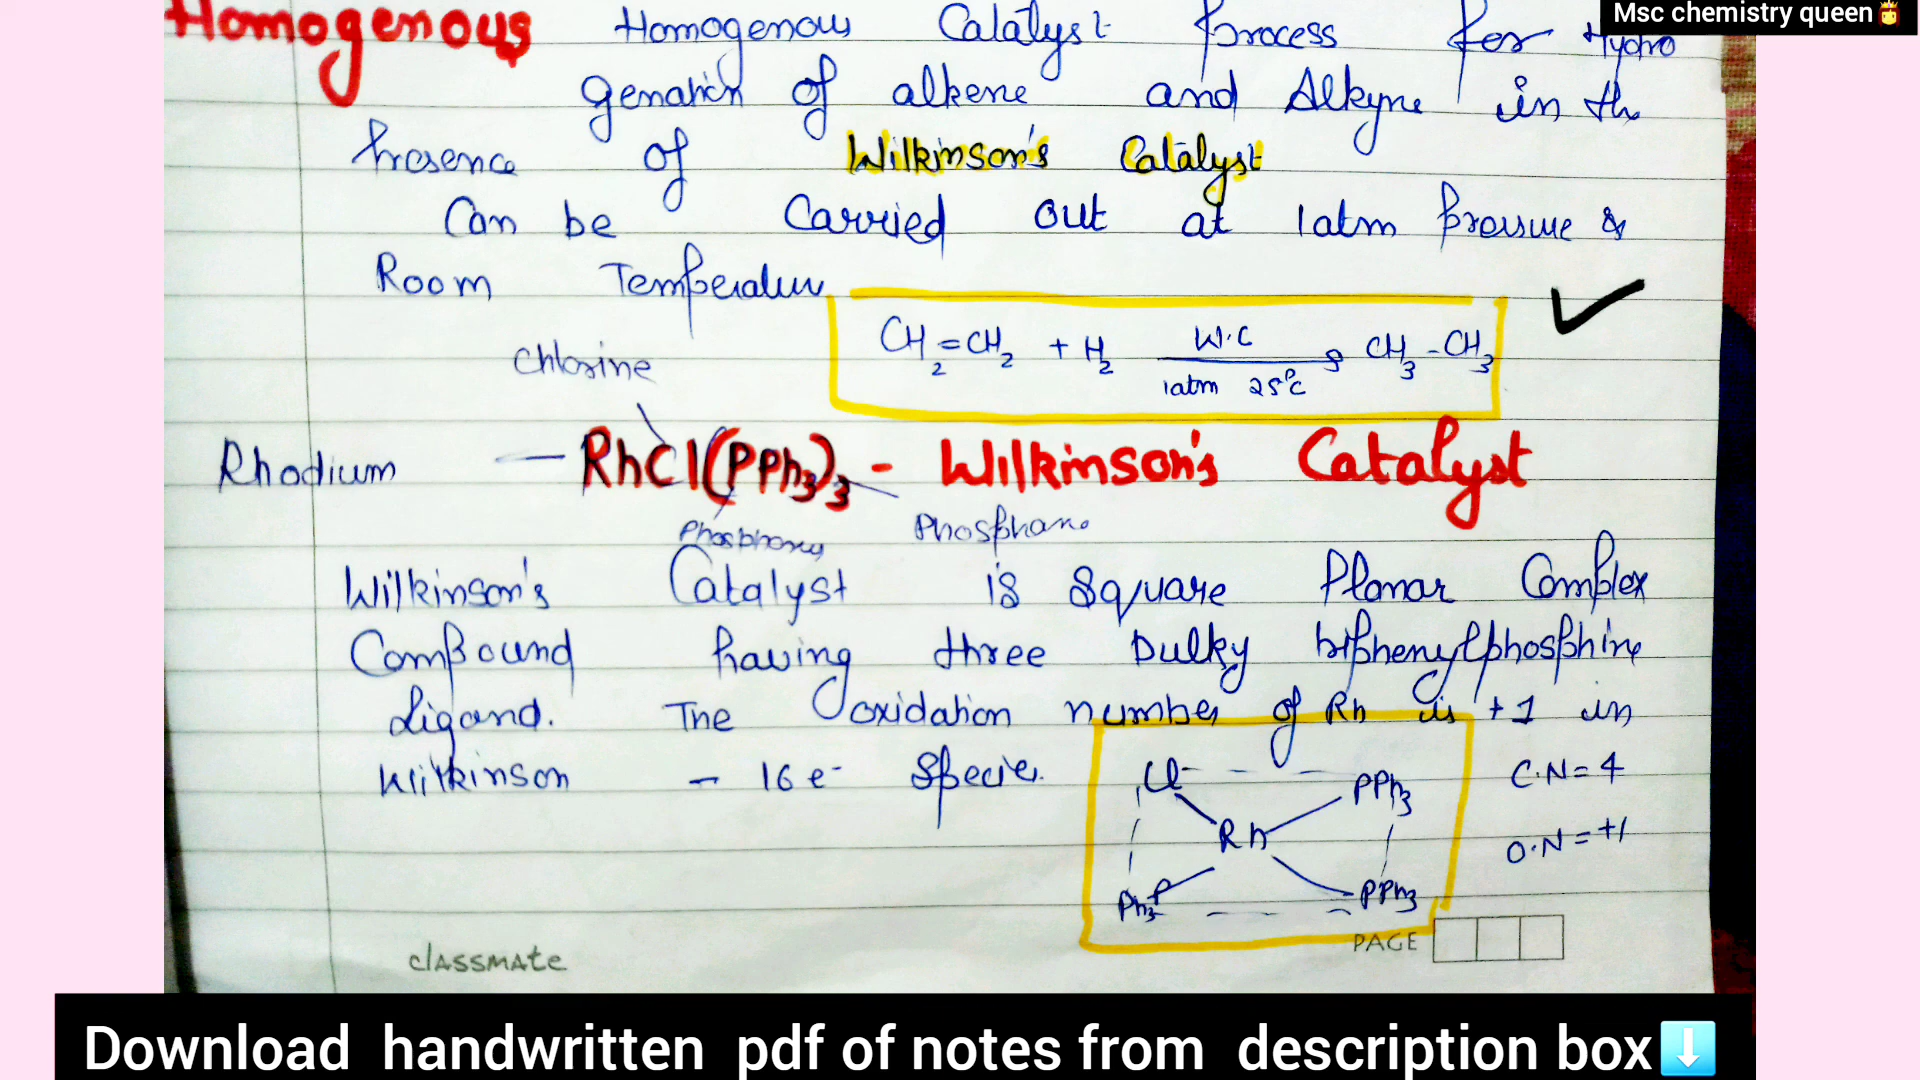 Msc chemistry queen👸
Homogenous Homogenous Catalyst Process for Hydro
genation of alkene and Alkyne in the
Presence of Wilkinson's Catalyst
Can be Carried out at 1atm Pressure &
Room Temperature
CH2=CH2 + H2 W.C CH3-CH3
1atm 25°C
Chlorine
Rhodium — RhCl(PPh3)3 - Wilkinson's Catalyst
Phosphorus Phosphane
Wilkinson's Catalyst is square Planar Complex
Compound having three bulky triphenylphosphine
Ligand. The oxidation number of Rh is +1 in
Wilkinson - 16 e- Species.
Cl PPh3 C.N=4
Rh O.N=+1
Ph3P PPh3
classmate PAGE
Download handwritten pdf of notes from description box⬇️